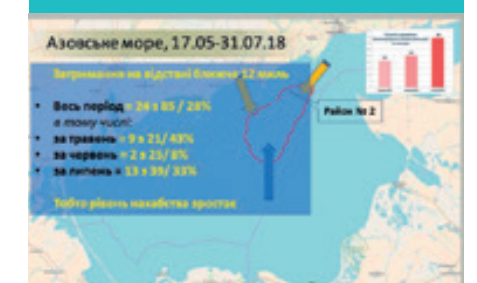 Азовське море, 17.05-31.07.18
Затримання на відстані ближче 12 миль
Район № 2
• Весь період = 24 з 85 / 28%
в тому числі:
• за травень = 9 з 21/ 43%
• за червень = 2 з 25/ 8%
• за липень = 13 з 39/ 33%
Тобто рівень нахабства зростає